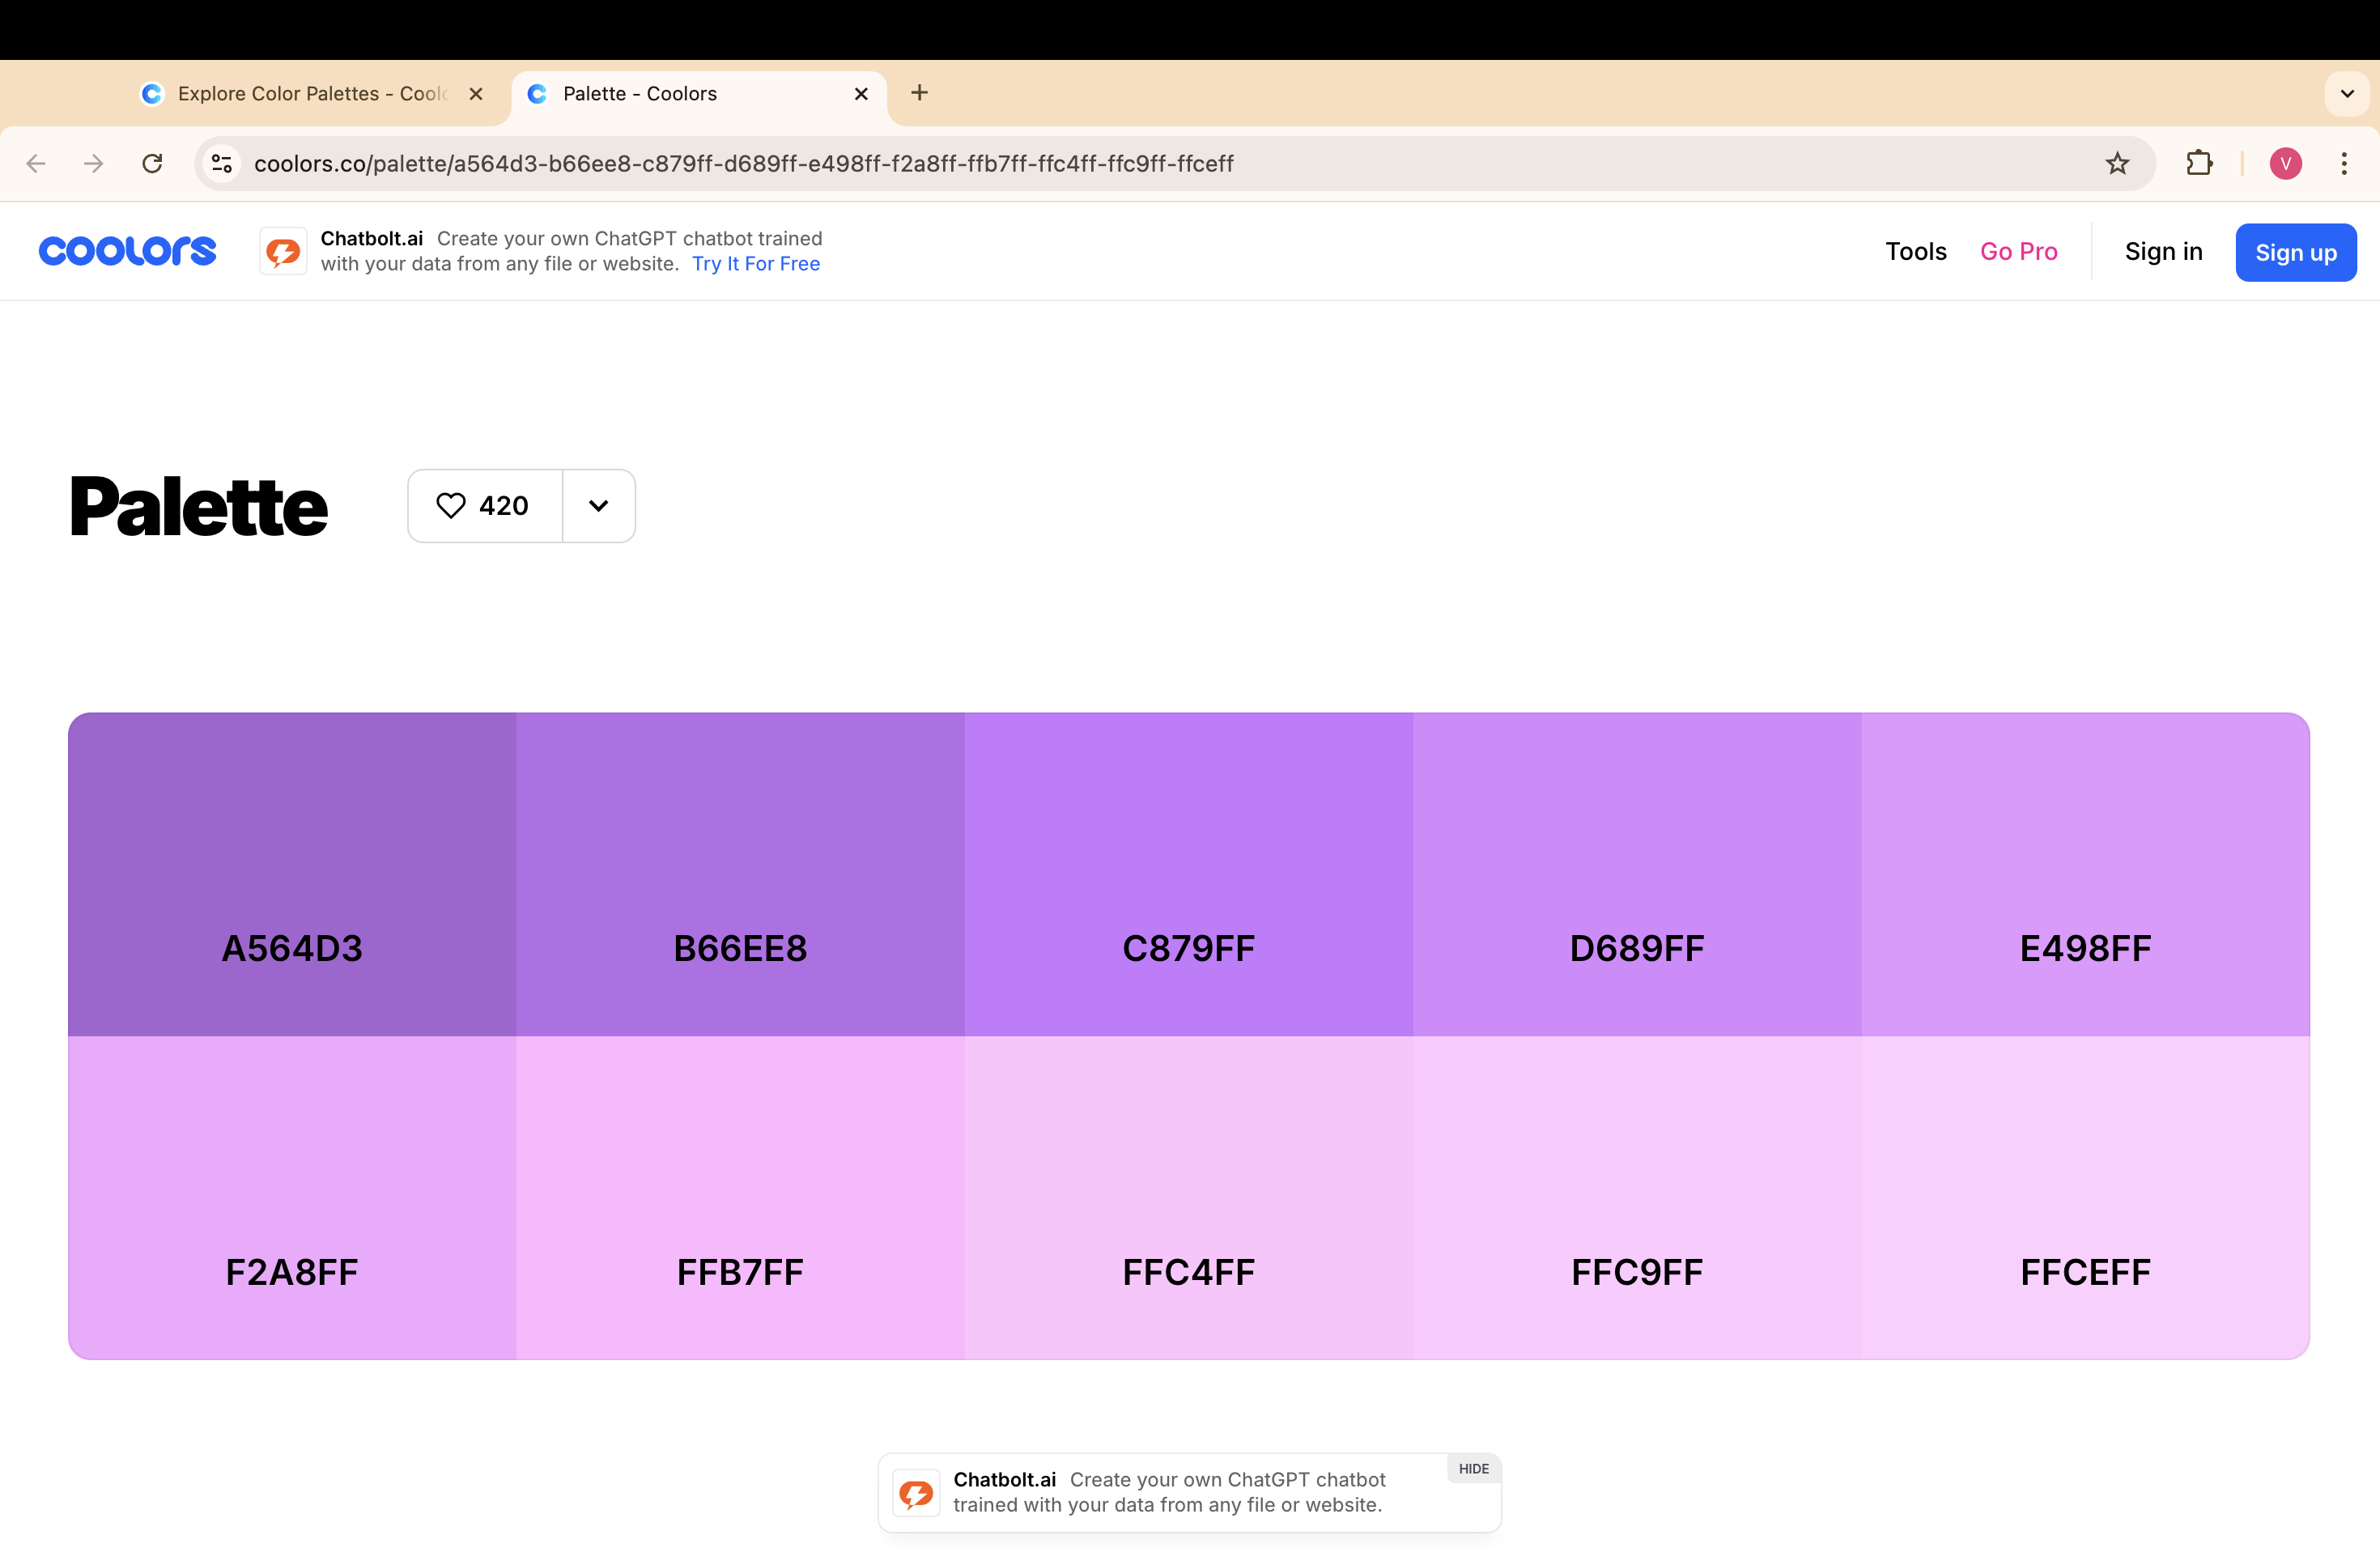 Explore Color Palettes - Coolo
Palette - Coolors
coolors.co/palette/a564d3-b66ee8-c879ff-d689ff-e498ff-f2a8ff-ffb7ff-ffc4ff-ffc9ff-ffceff
V
coolors
Chatbolt.ai Create your own ChatGPT chatbot trained
with your data from any file or website. Try It For Free
Tools
Go Pro
Sign in
Sign up
Palette
420
A564D3
B66EE8
C879FF
D689FF
E498FF
F2A8FF
FFB7FF
FFC4FF
FFC9FF
FFCEFF
HIDE
Chatbolt.ai Create your own ChatGPT chatbot
trained with your data from any file or website.